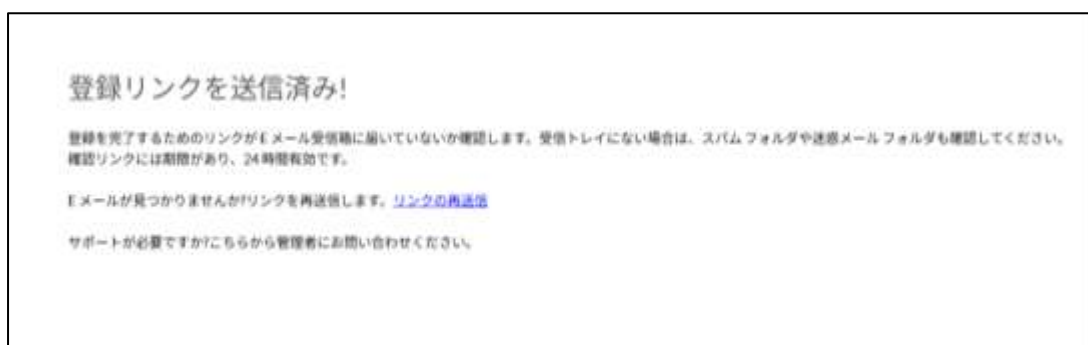 登録リンクを送信済み!
登録を完了するためのリンクがEメール受信箱に届いていないか確認します。受信トレイにない場合は、スパムフォルダや迷惑メールフォルダも確認してください。
確認リンクには期限があり、24時間有効です。
Eメールが見つかりませんか?リンクを再送信します。リンクの再送信
サポートが必要ですか?こちらから管理者にお問い合わせください。